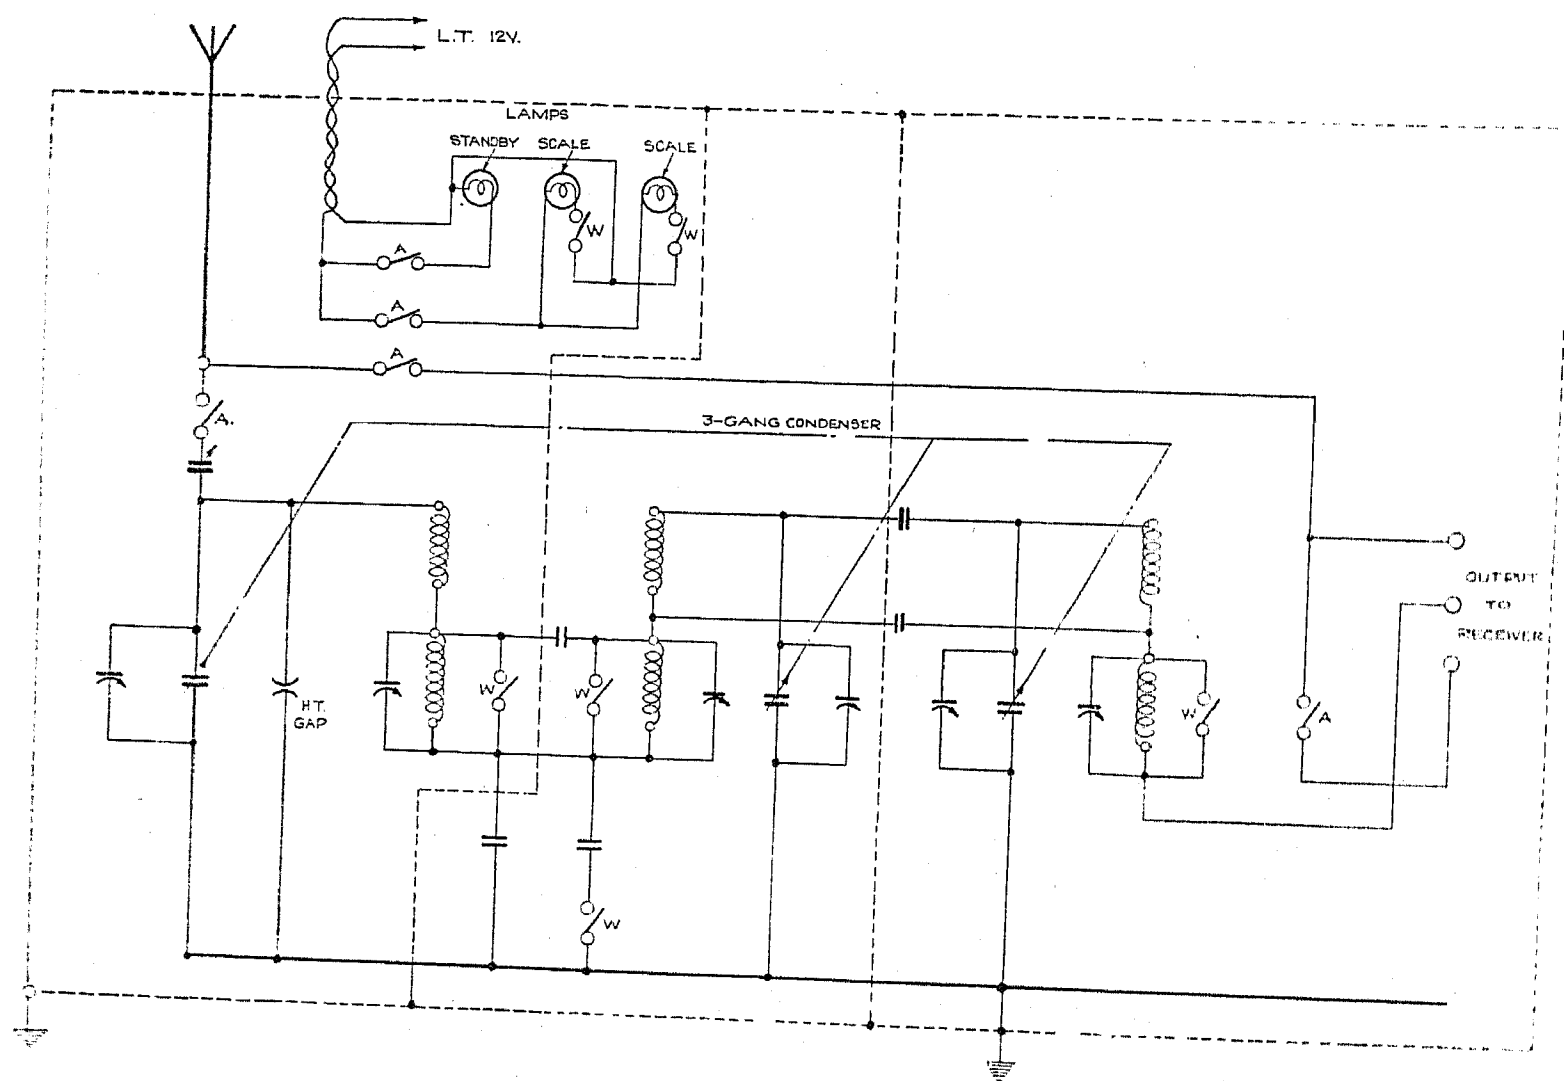 L.T. 12V.
LAMPS
STANDBY SCALE SCALE
W
W
A
A
A
A.
3-GANG CONDENSER
OUTPUT
TO
RECEIVER
H.T.
GAP
W
W
W
A
W